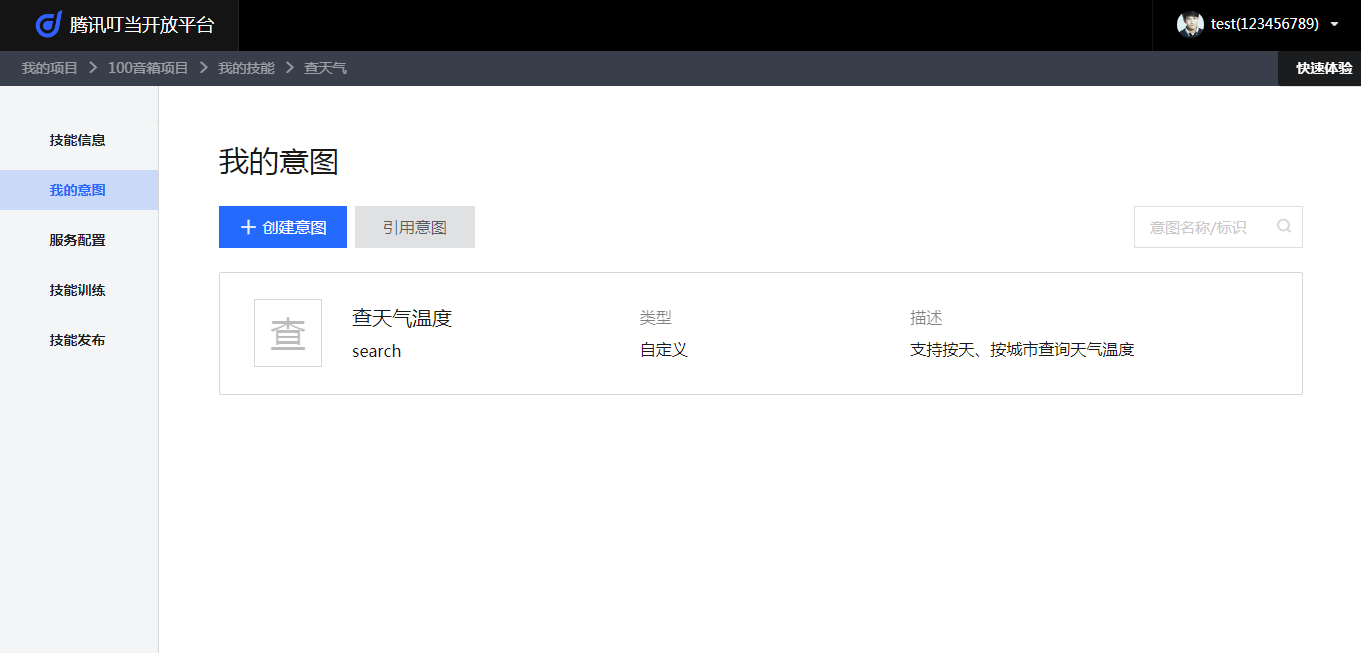 腾讯叮当开放平台
test(123456789)
我的项目 > 100音箱项目 > 我的技能 > 查天气
快速体验
技能信息
我的意图
服务配置
技能训练
技能发布
我的意图
+ 创建意图
引用意图
意图名称/标识
查
查天气温度
search
类型
自定义
描述
支持按天、按城市查询天气温度